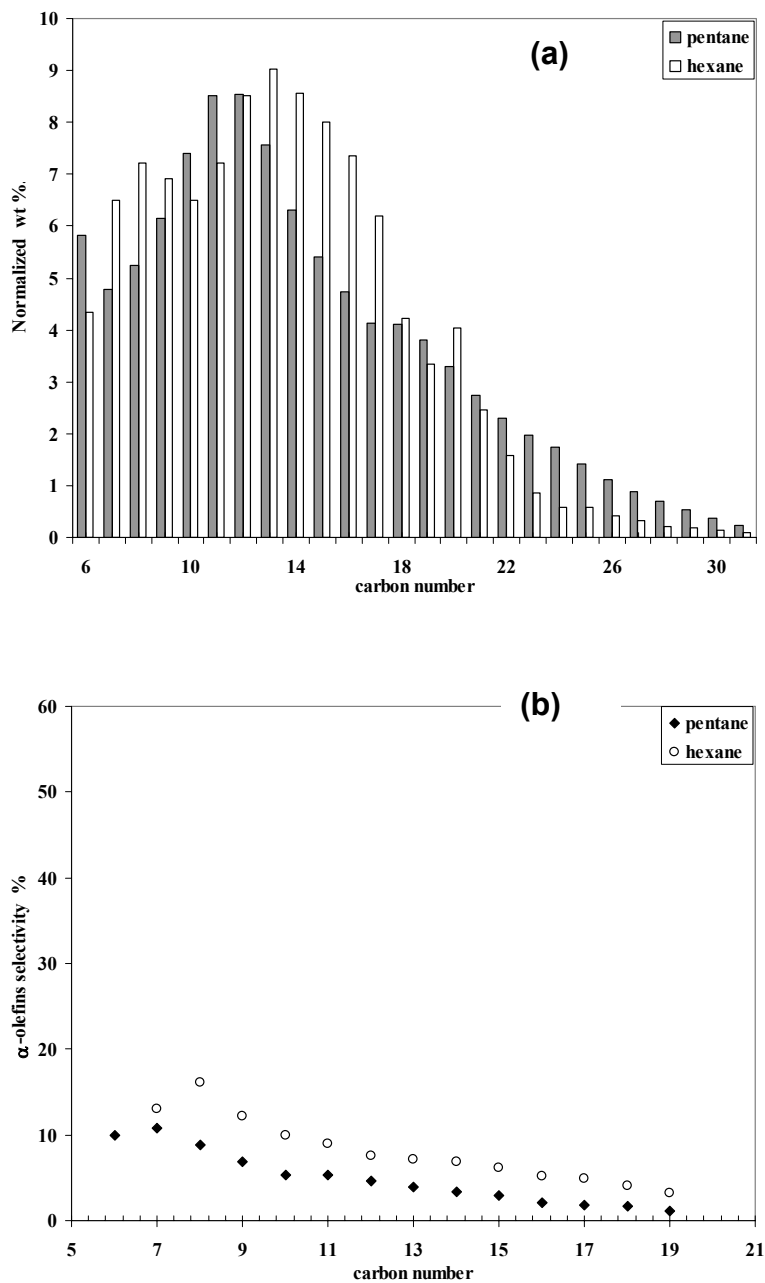 (a)
pentane
hexane
10
9
8
7
6
5
4
3
2
1
0
Normalized wt %.
6 10 14 18 22 26 30
carbon number
(b)
pentane
hexane
60
50
40
30
20
10
0
α-olefins selectivity %
5 7 9 11 13 15 17 19 21
carbon number